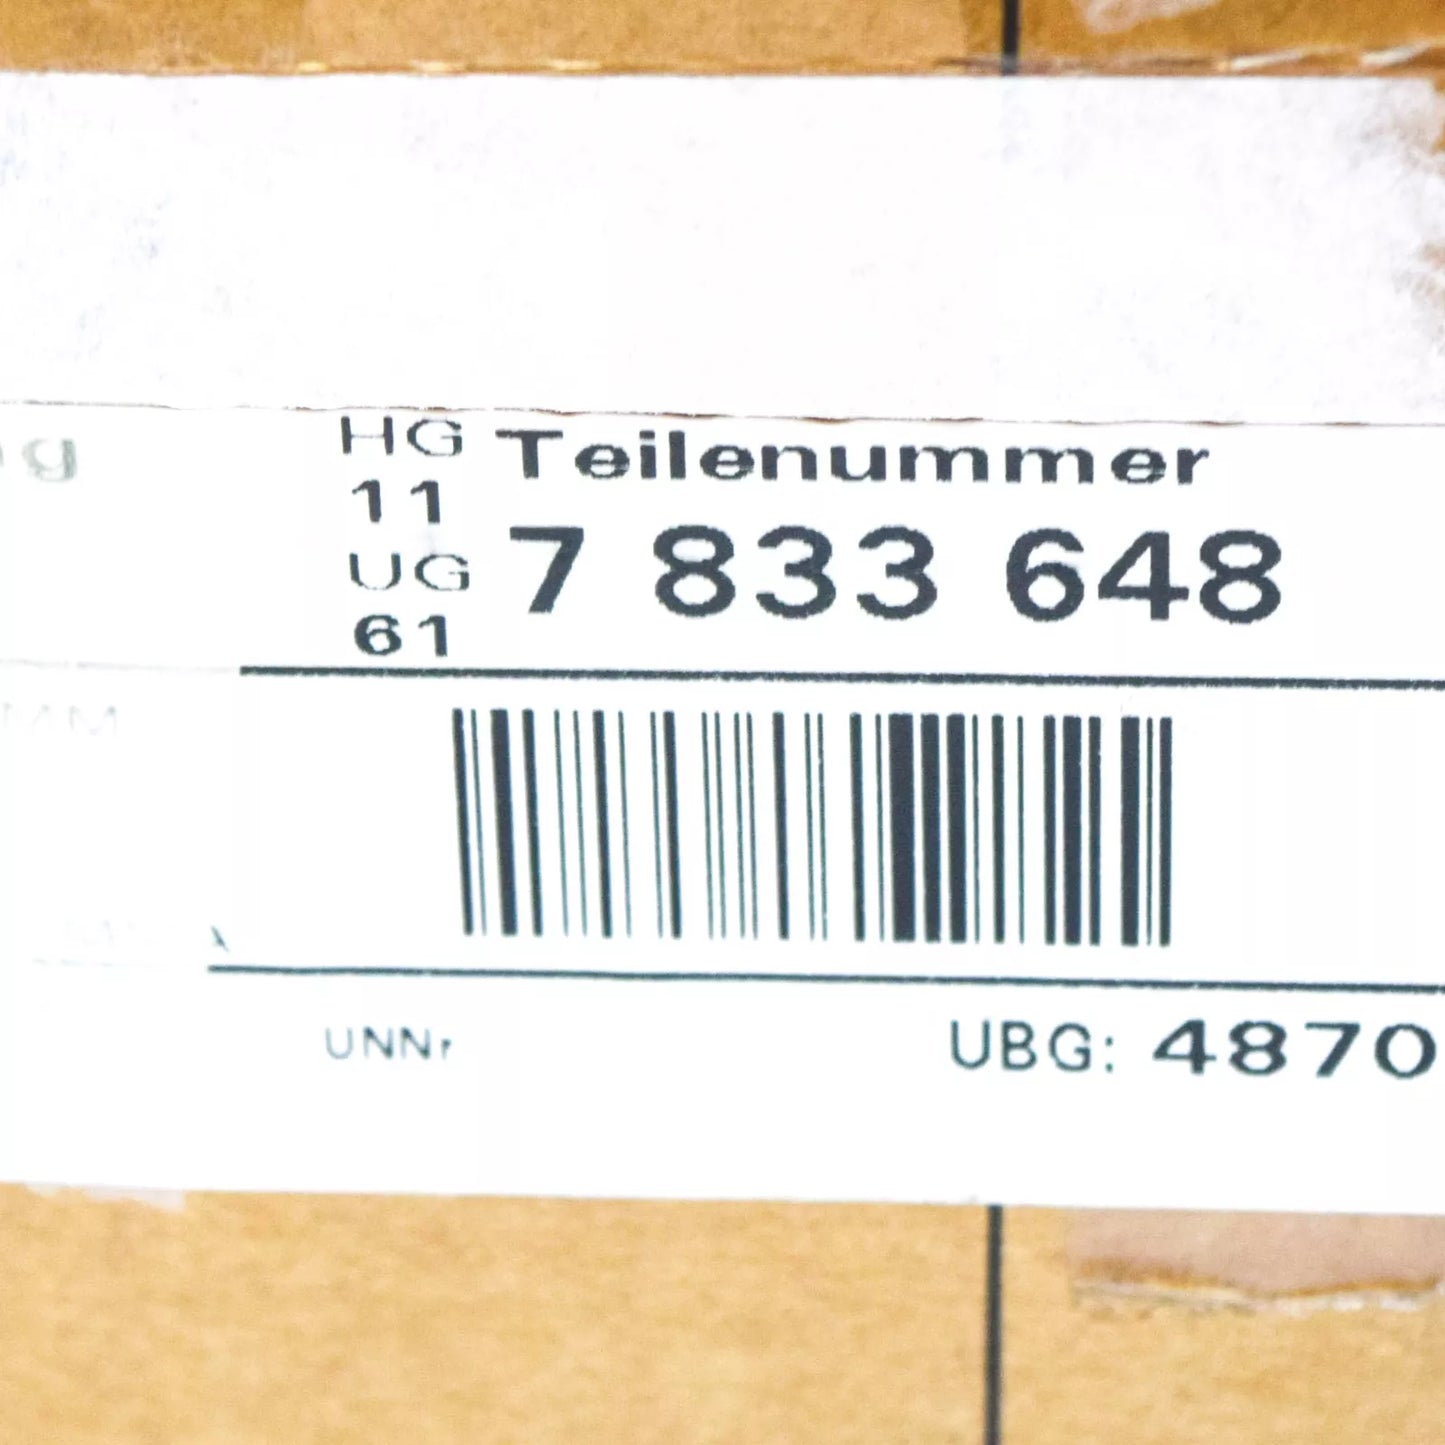 HG Teilenummer
11
7 833 648
UG
61
UNNr
UBG: 4870